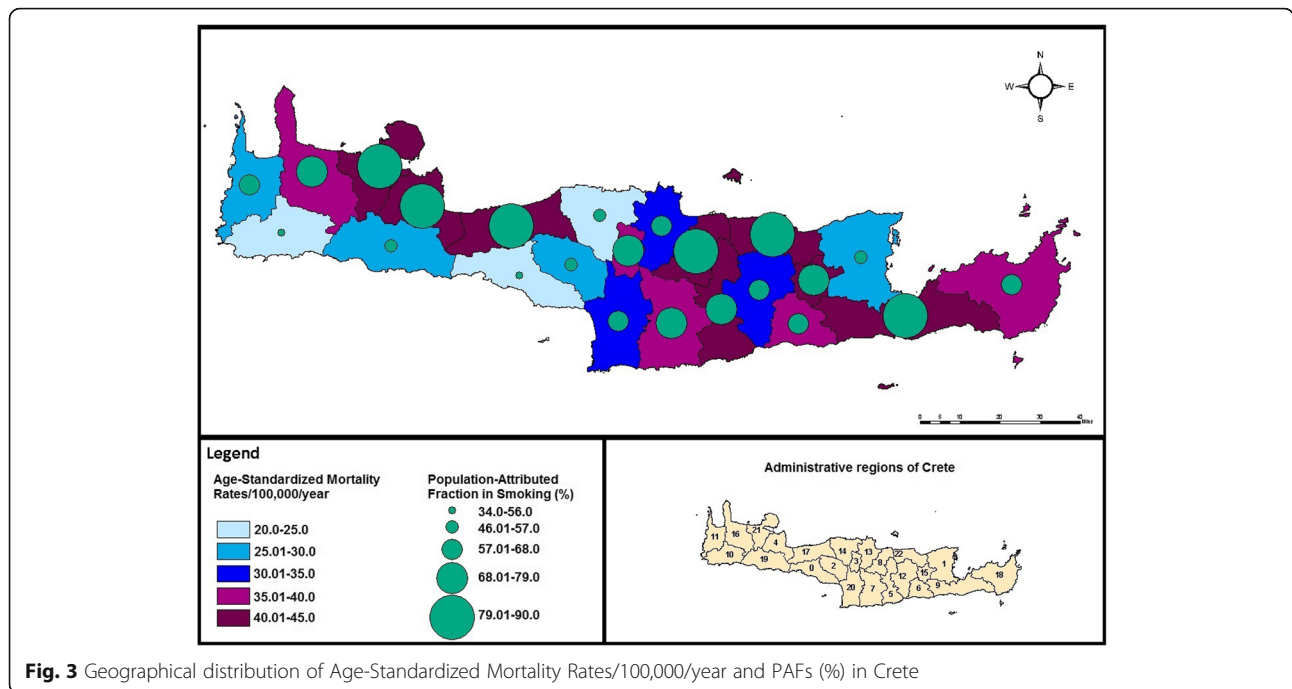 N
W E
S
0 5 10 20 30 40
Miles
Legend
Age-Standardized Mortality
Rates/100,000/year
20.0-25.0
25.01-30.0
30.01-35.0
35.01-40.0
40.01-45.0
Population-Attributed
Fraction in Smoking (%)
34.0-56.0
46.01-57.0
57.01-68.0
68.01-79.0
79.01-90.0
Administrative regions of Crete
21
11 16 4
10 19 17 14 13 22
0 2 3 8 12 15 1 18
20 7 5 6 9
Fig. 3 Geographical distribution of Age-Standardized Mortality Rates/100,000/year and PAFs (%) in Crete